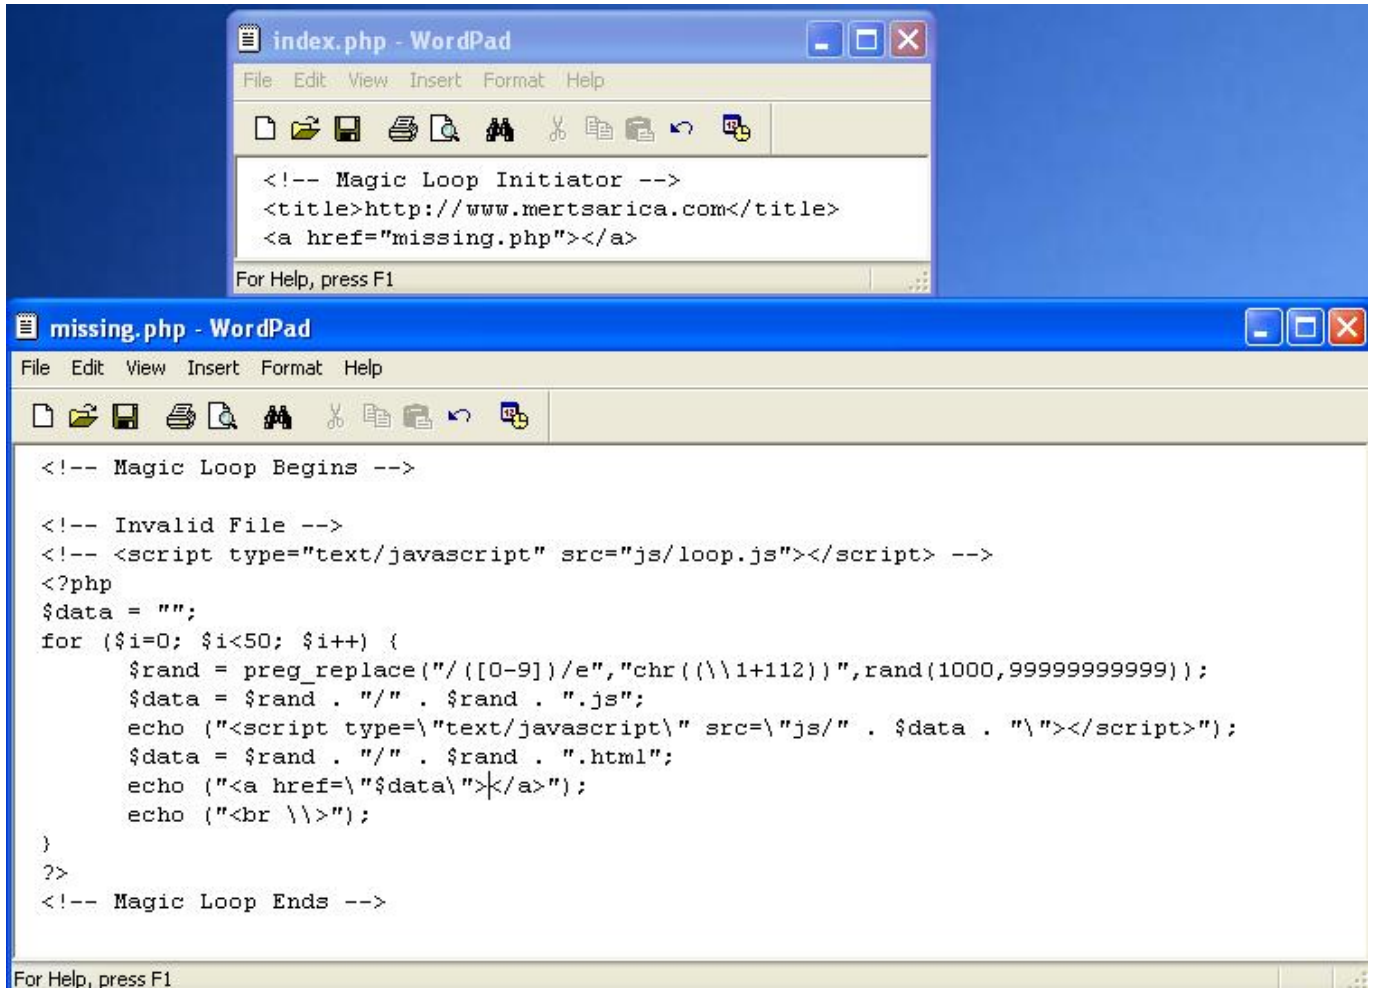 index.php - WordPad
File Edit View Insert Format Help
<!-- Magic Loop Initiator -->
<title>http://www.mertsarica.com</title>
<a href="missing.php"></a>
For Help, press F1
missing.php - WordPad
File Edit View Insert Format Help
<!-- Magic Loop Begins -->
<!-- Invalid File -->
<!-- <script type="text/javascript" src="js/loop.js"></script> -->
<?php
$data = "";
for ($i=0; $i<50; $i++) {
$rand = preg_replace("/([0-9])/e","chr((\\1+112))",rand(1000,99999999999));
$data = $rand . "/" . $rand . ".js";
echo ("<script type=\"text/javascript\" src=\"js/" . $data . "\"></script>");
$data = $rand . "/" . $rand . ".html";
echo ("<a href=\"$data\"></a>");
echo ("<br \\>");
}
?>
<!-- Magic Loop Ends -->
For Help, press F1